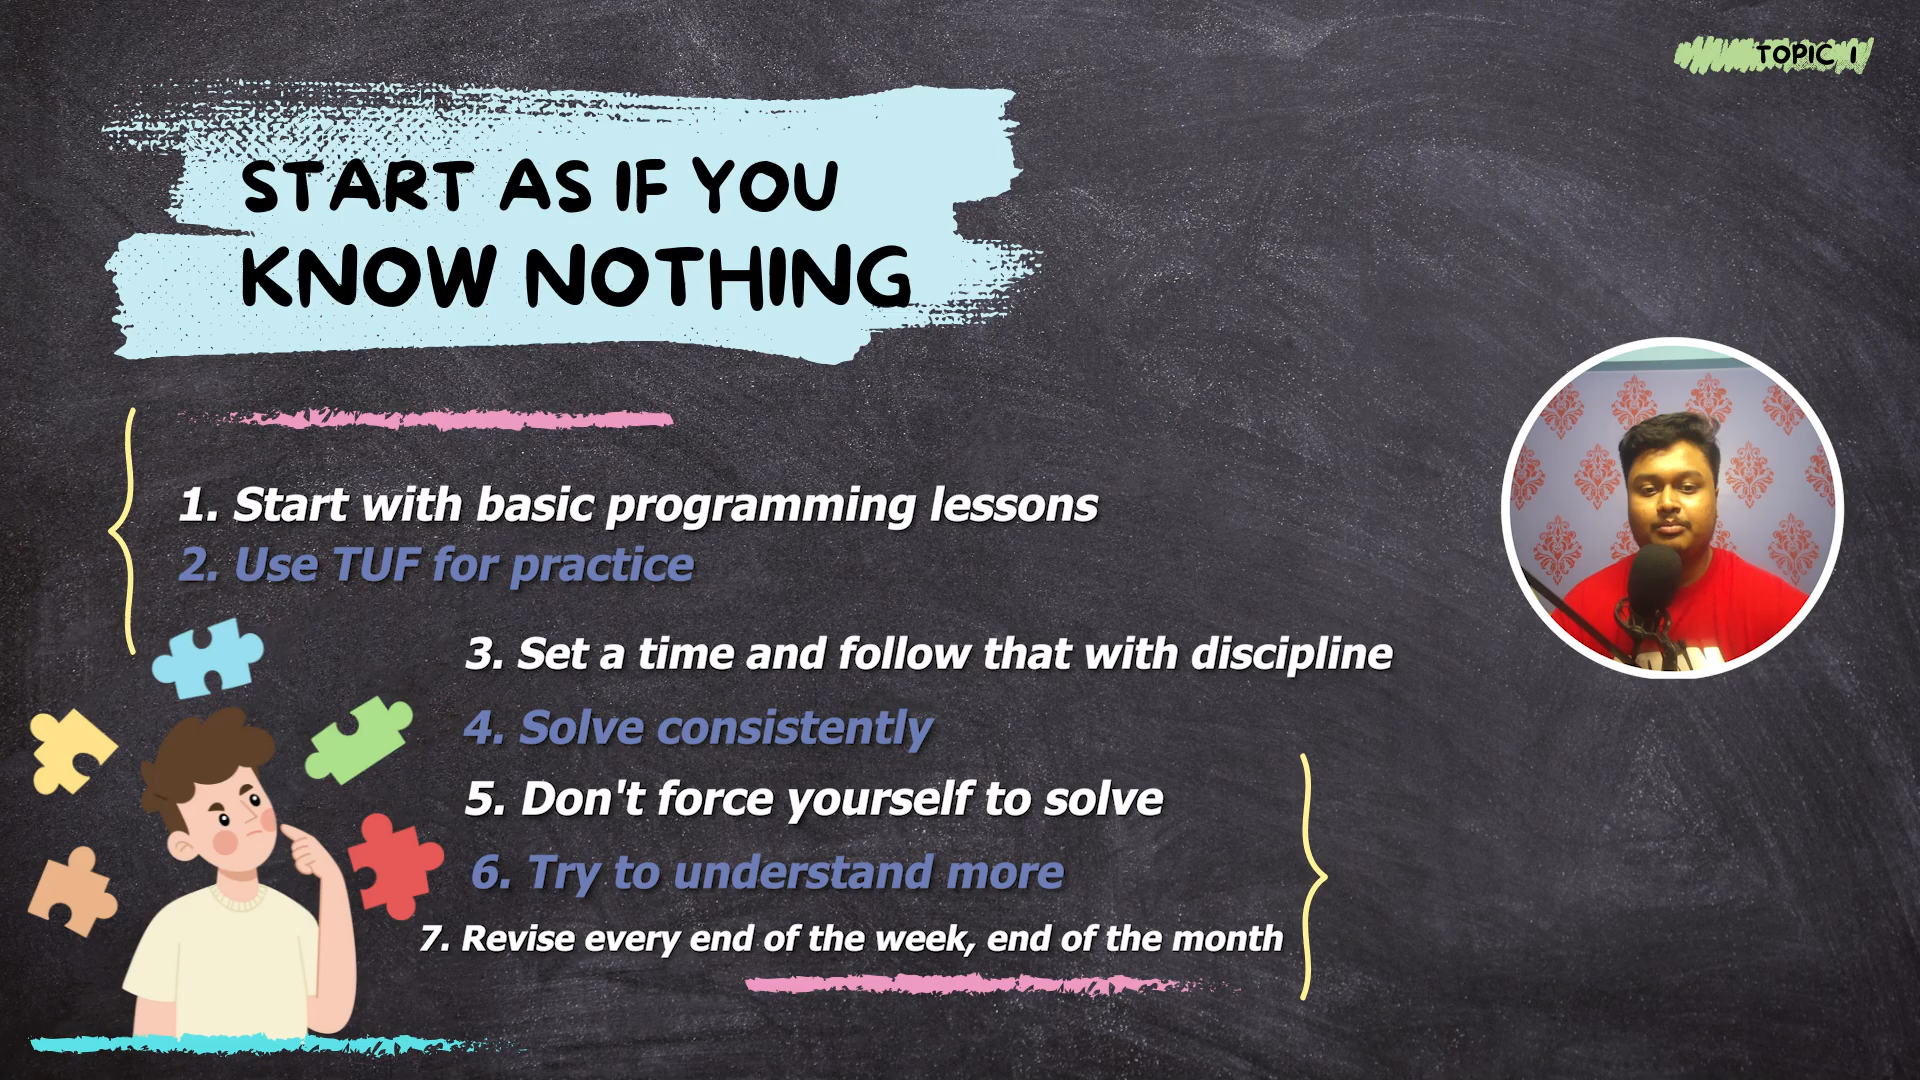 TOPIC 1
START AS IF YOU
KNOW NOTHING
1. Start with basic programming lessons
2. Use TUF for practice
3. Set a time and follow that with discipline
4. Solve consistently
5. Don't force yourself to solve
6. Try to understand more
7. Revise every end of the week, end of the month